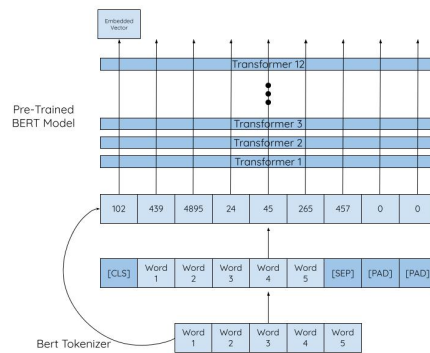 Embedded
Vector
Transformer 12
Pre-Trained
BERT Model
Transformer 3
Transformer 2
Transformer 1
102 439 4895 24 45 265 457 0 0
[CLS] Word 1 Word 2 Word 3 Word 4 Word 5 [SEP] [PAD] [PAD]
Bert Tokenizer
Word 1 Word 2 Word 3 Word 4 Word 5